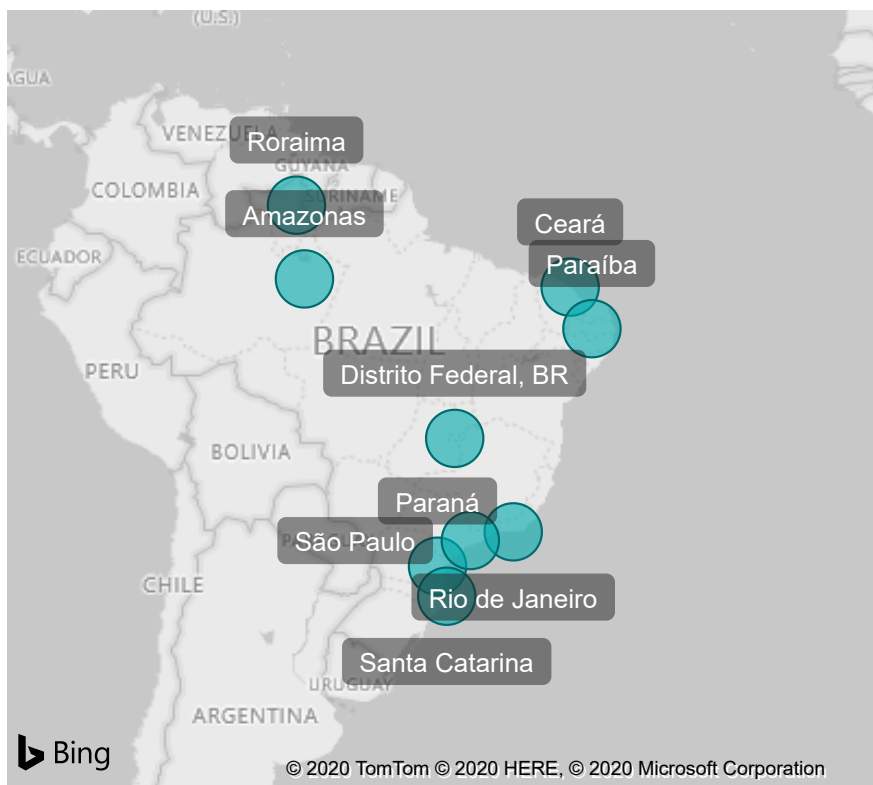 (U.S.)
AGUA
VENEZUELA
Roraima
GUYANA
COLOMBIA
SURINAME
Amazonas
Ceará
ECUADOR
Paraíba
BRAZIL
PERU
Distrito Federal, BR
BOLIVIA
Paraná
São Paulo
CHILE
Rio de Janeiro
Santa Catarina
URUGUAY
ARGENTINA
Bing
© 2020 TomTom © 2020 HERE, © 2020 Microsoft Corporation